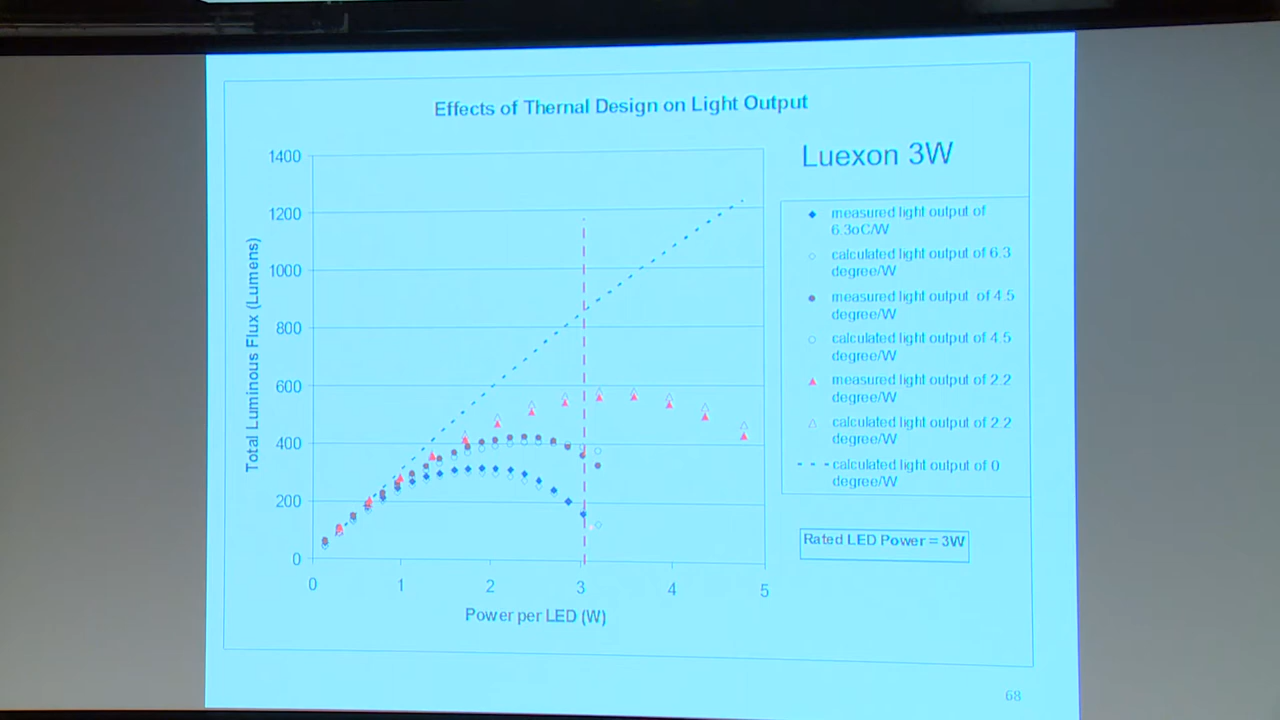 Effects of Thernal Design on Light Output
Luexon 3W
1400
1200
1000
800
600
400
200
0
Total Luminous Flux (Lumens)
0 1 2 3 4 5
Power per LED (W)
measured light output of
6.3oC/W
calculated light output of 6.3
degree/W
measured light output of 4.5
degree/W
calculated light output of 4.5
degree/W
measured light output of 2.2
degree/W
calculated light output of 2.2
degree/W
calculated light output of 0
degree/W
Rated LED Power = 3W
68